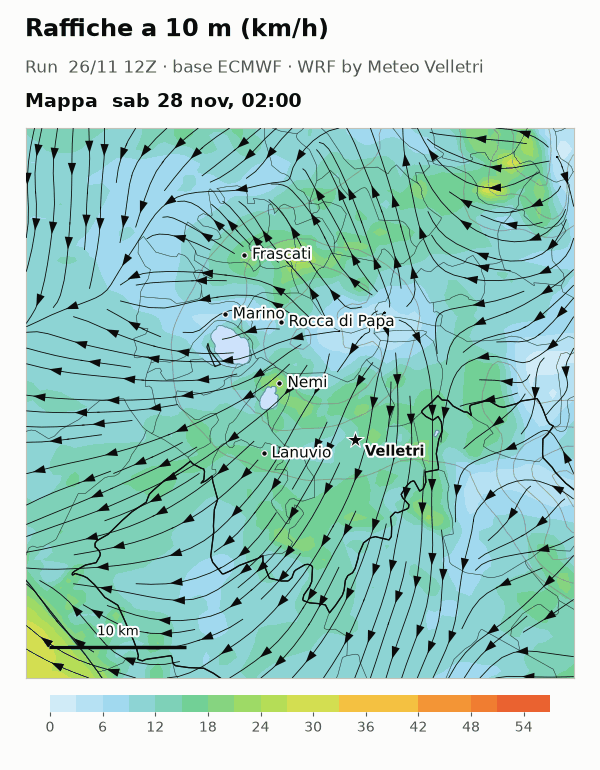 Raffiche a 10 m (km/h)
Run  26/11 12Z · base ECMWF · WRF by Meteo Velletri
Mappa  sab 28 nov, 02:00
Frascati
Marino
Rocca di Papa
Nemi
Velletri
Lanuvio
10 km
0 6 12 18 24 30 36 42 48 54